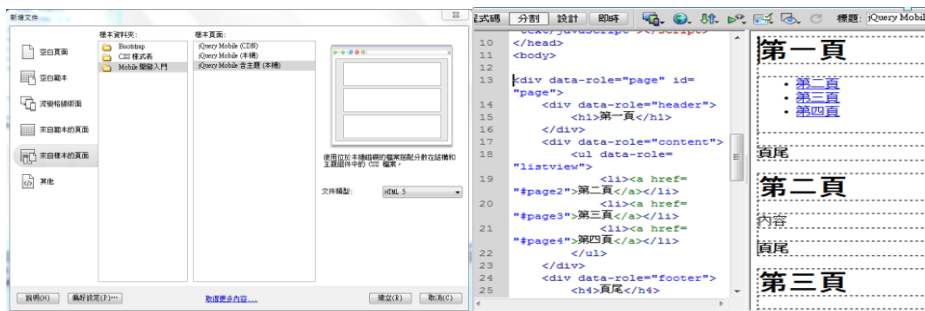 新增文件
空白頁面
空白範本
流變格線版面
來自範本的頁面
來自樣本的頁面
其他
樣本資料夾:
Bootstrap
CSS 樣式表
Mobile 開發入門
樣本頁面:
jQuery Mobile (CDN)
jQuery Mobile (本機)
jQuery Mobile 含主題 (本機)
使用位於本機磁碟的檔案搭配分散在結構和
主題組件中的 CSS 檔案。
文件類型:
HTML 5
說明(H)
偏好設定(P)...
取得更多內容...
建立(R)
取消(C)
程式碼 分割 設計 即時 標題: jQuery Mobil
text/javascript"></script>
10 </head>
11 <body>
12
13 <div data-role="page" id=
"page">
14 <div data-role="header">
15 <h1>第一頁</h1>
16 </div>
17 <div data-role="content">
18 <ul data-role=
"listview">
19 <li><a href=
"#page2">第二頁</a></li>
20 <li><a href=
"#page3">第三頁</a></li>
21 <li><a href=
"#page4">第四頁</a></li>
22 </ul>
23 </div>
24 <div data-role="footer">
25 <h4>頁尾</h4>
第一頁
• 第二頁
• 第三頁
• 第四頁
頁尾
第二頁
內容
頁尾
第三頁